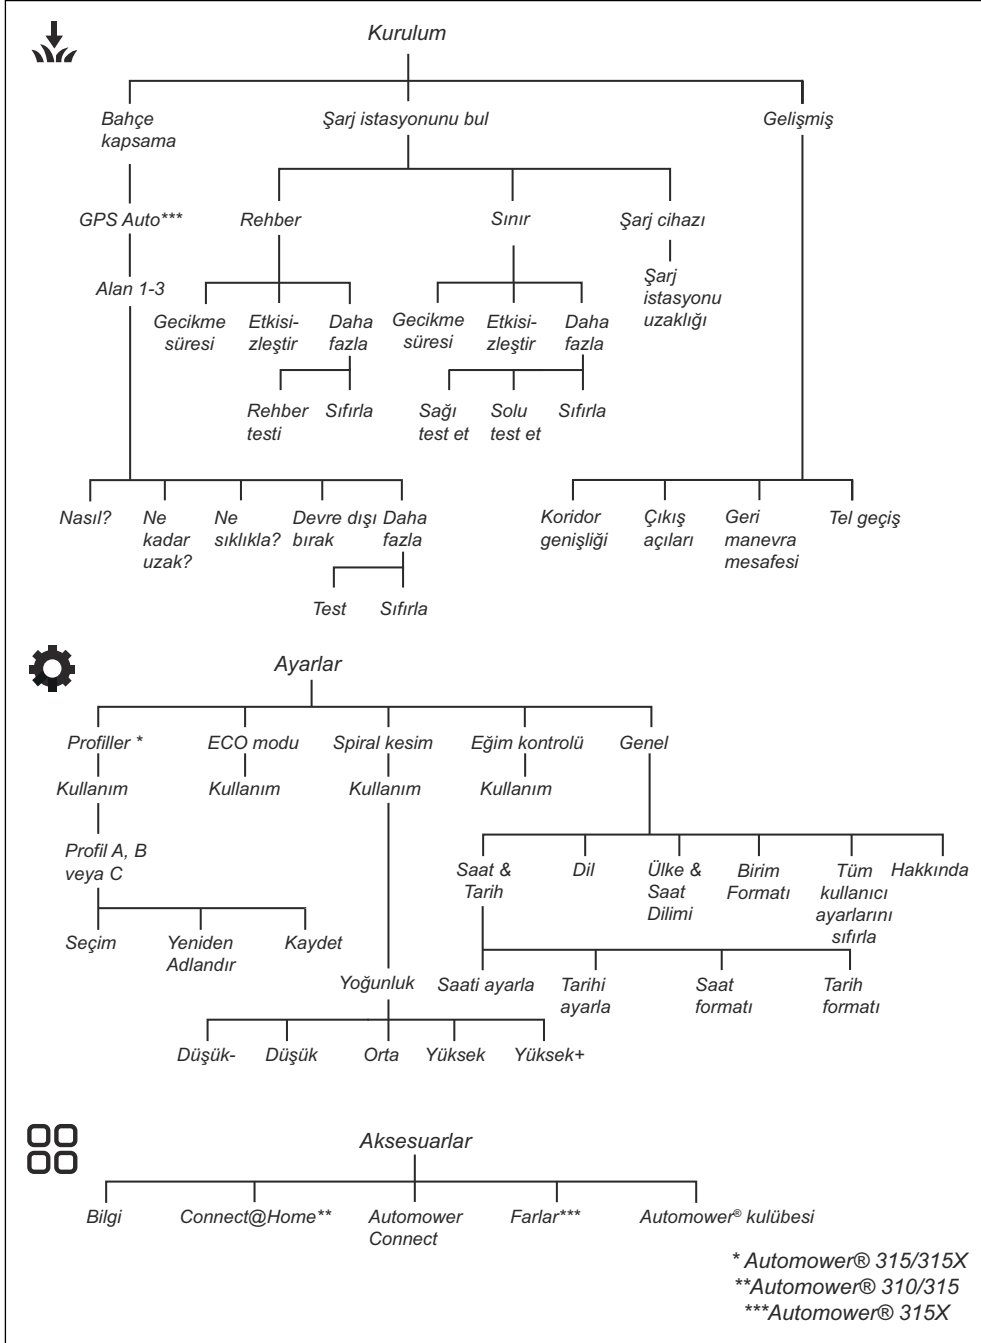 Kurulum
Bahçe
kapsama
Şarj istasyonunu bul
Gelişmiş
GPS Auto***
Rehber
Sınır
Şarj cihazı
Alan 1-3
Şarj
istasyonu
uzaklığı
Gecikme
süresi
Etkisi-
zleştir
Daha
fazla
Gecikme
süresi
Etkisi-
zleştir
Daha
fazla
Rehber
testi
Sıfırla
Sağı
test et
Solu
test et
Sıfırla
Nasıl?
Ne
kadar
uzak?
Ne
sıklıkla?
Devre dışı
bırak
Daha
fazla
Koridor
genişliği
Çıkış
açıları
Geri
manevra
mesafesi
Tel geçiş
Test
Sıfırla
Ayarlar
Profiller *
ECO modu
Spiral kesim
Eğim kontrolü
Genel
Kullanım
Kullanım
Kullanım
Kullanım
Profil A, B
veya C
Saat &
Tarih
Dil
Ülke &
Saat
Dilimi
Birim
Formatı
Tüm
kullanıcı
ayarlarını
sıfırla
Hakkında
Seçim
Yeniden
Adlandır
Kaydet
Yoğunluk
Saati ayarla
Tarihi
ayarla
Saat
formatı
Tarih
formatı
Düşük-
Düşük
Orta
Yüksek
Yüksek+
Aksesuarlar
Bilgi
Connect@Home**
Automower
Connect
Farlar***
Automower® kulübesi
* Automower® 315/315X
**Automower® 310/315
***Automower® 315X